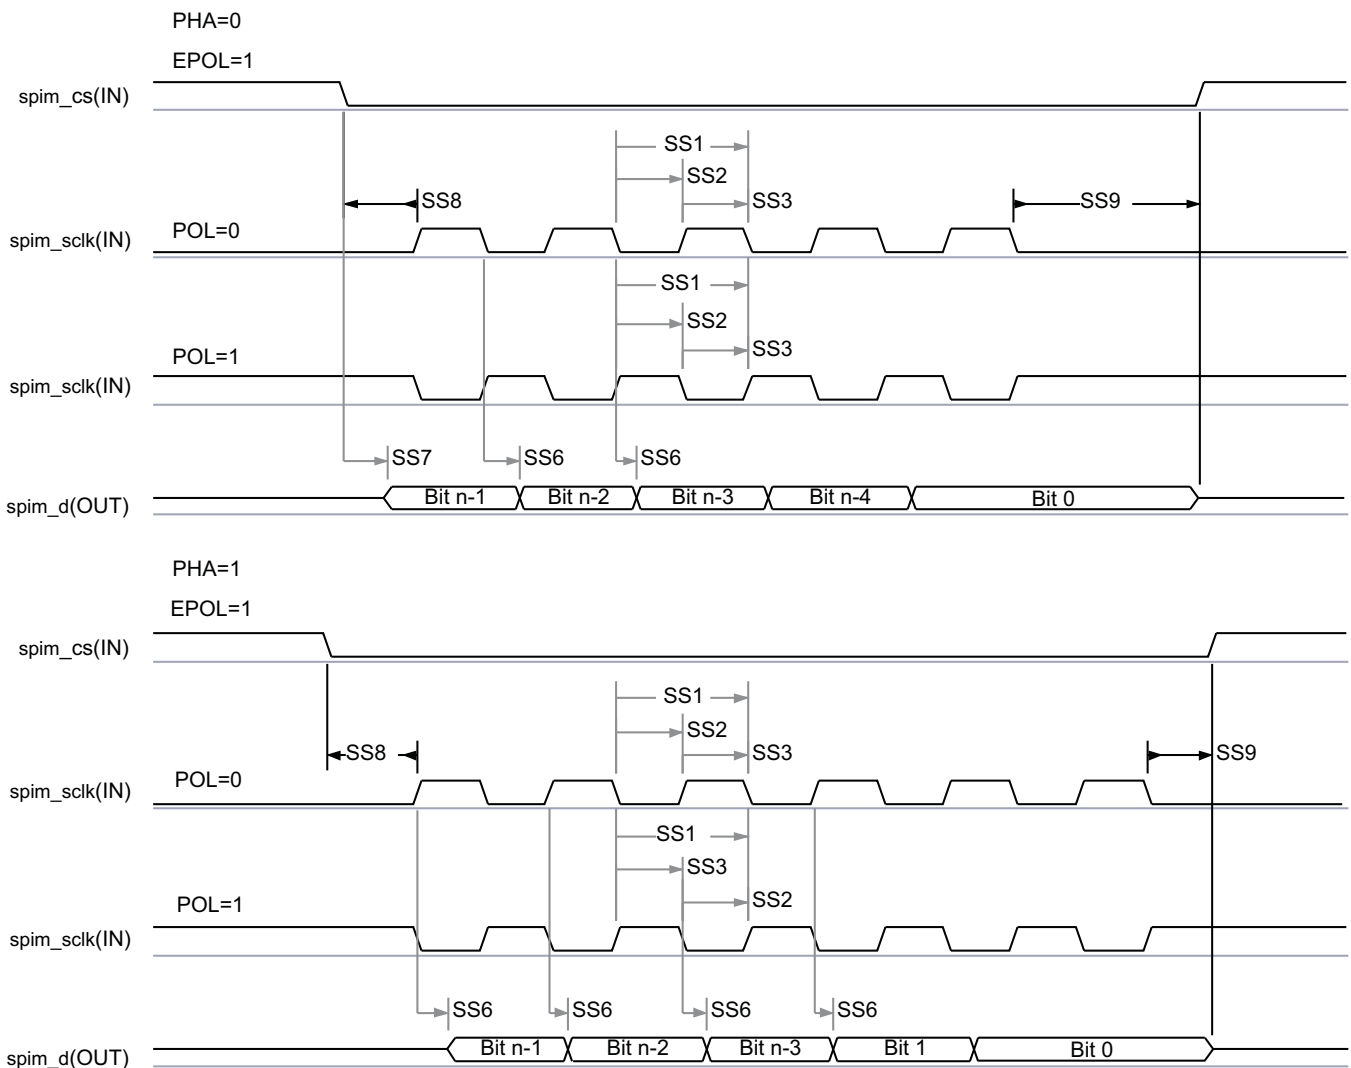 PHA=0
EPOL=1
spim_cs(IN)
SS1
SS2
SS8
SS3
SS9
POL=0
spim_sclk(IN)
SS1
SS2
SS3
POL=1
spim_sclk(IN)
SS7
SS6
SS6
spim_d(OUT)
Bit n-1
Bit n-2
Bit n-3
Bit n-4
Bit 0
PHA=1
EPOL=1
spim_cs(IN)
SS1
SS2
SS8
SS3
SS9
POL=0
spim_sclk(IN)
SS1
SS3
SS2
POL=1
spim_sclk(IN)
SS6
SS6
SS6
SS6
spim_d(OUT)
Bit n-1
Bit n-2
Bit n-3
Bit 1
Bit 0